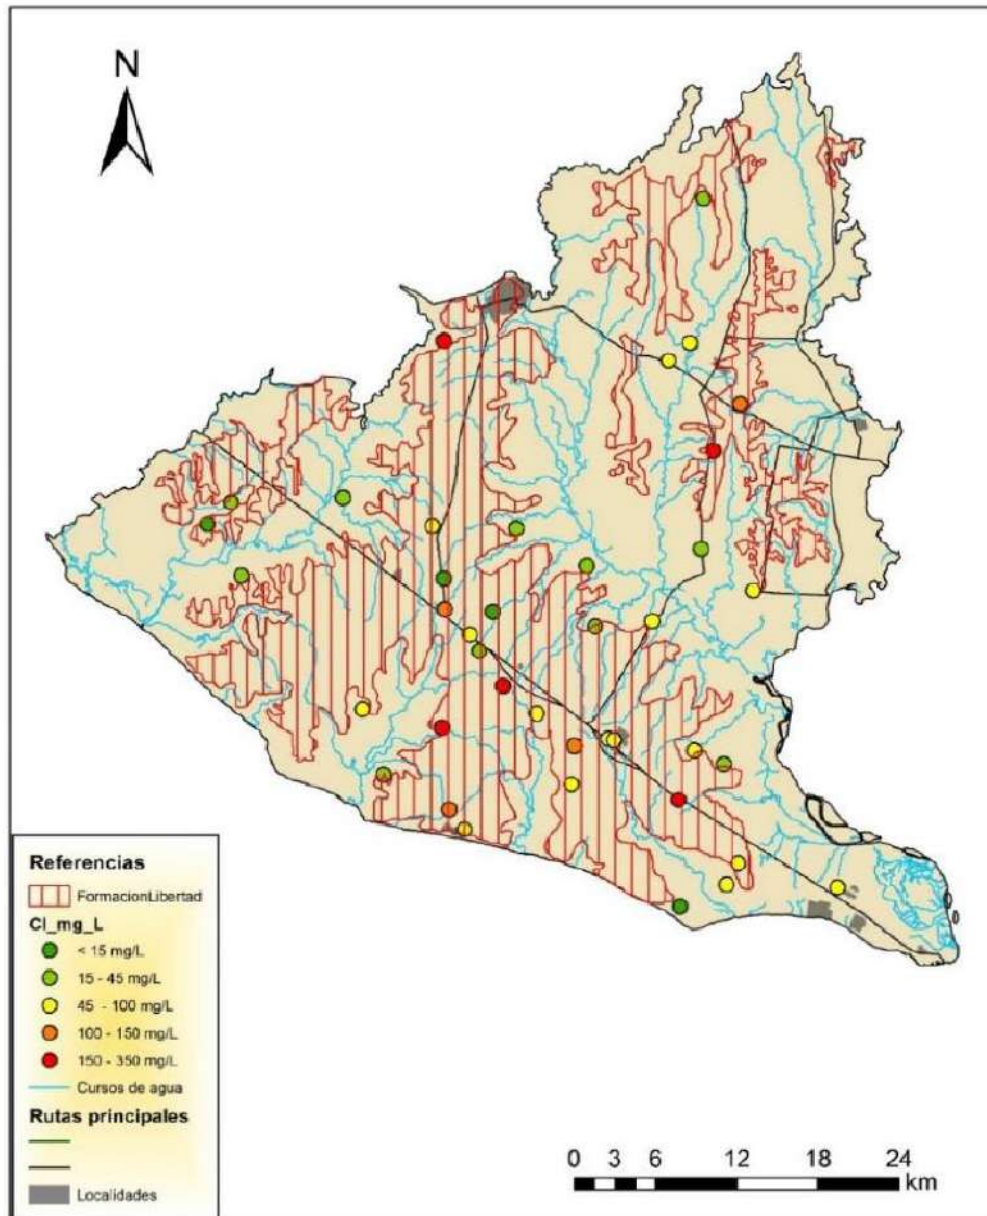 N
Referencias
FormacionLibertad
Cl_mg_L
< 15 mg/L
15 - 45 mg/L
45 - 100 mg/L
100 - 150 mg/L
150 - 350 mg/L
Cursos de agua
Rutas principales
Localidades
0 3 6 12 18 24
km